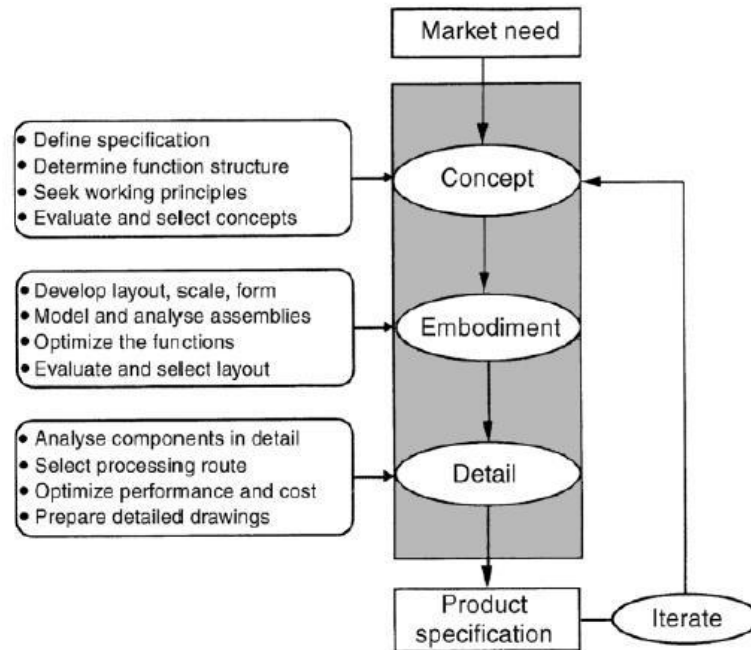 Market need
• Define specification
• Determine function structure
• Seek working principles
• Evaluate and select concepts
Concept
• Develop layout, scale, form
• Model and analyse assemblies
• Optimize the functions
• Evaluate and select layout
Embodiment
• Analyse components in detail
• Select processing route
• Optimize performance and cost
• Prepare detailed drawings
Detail
Product
specification
Iterate